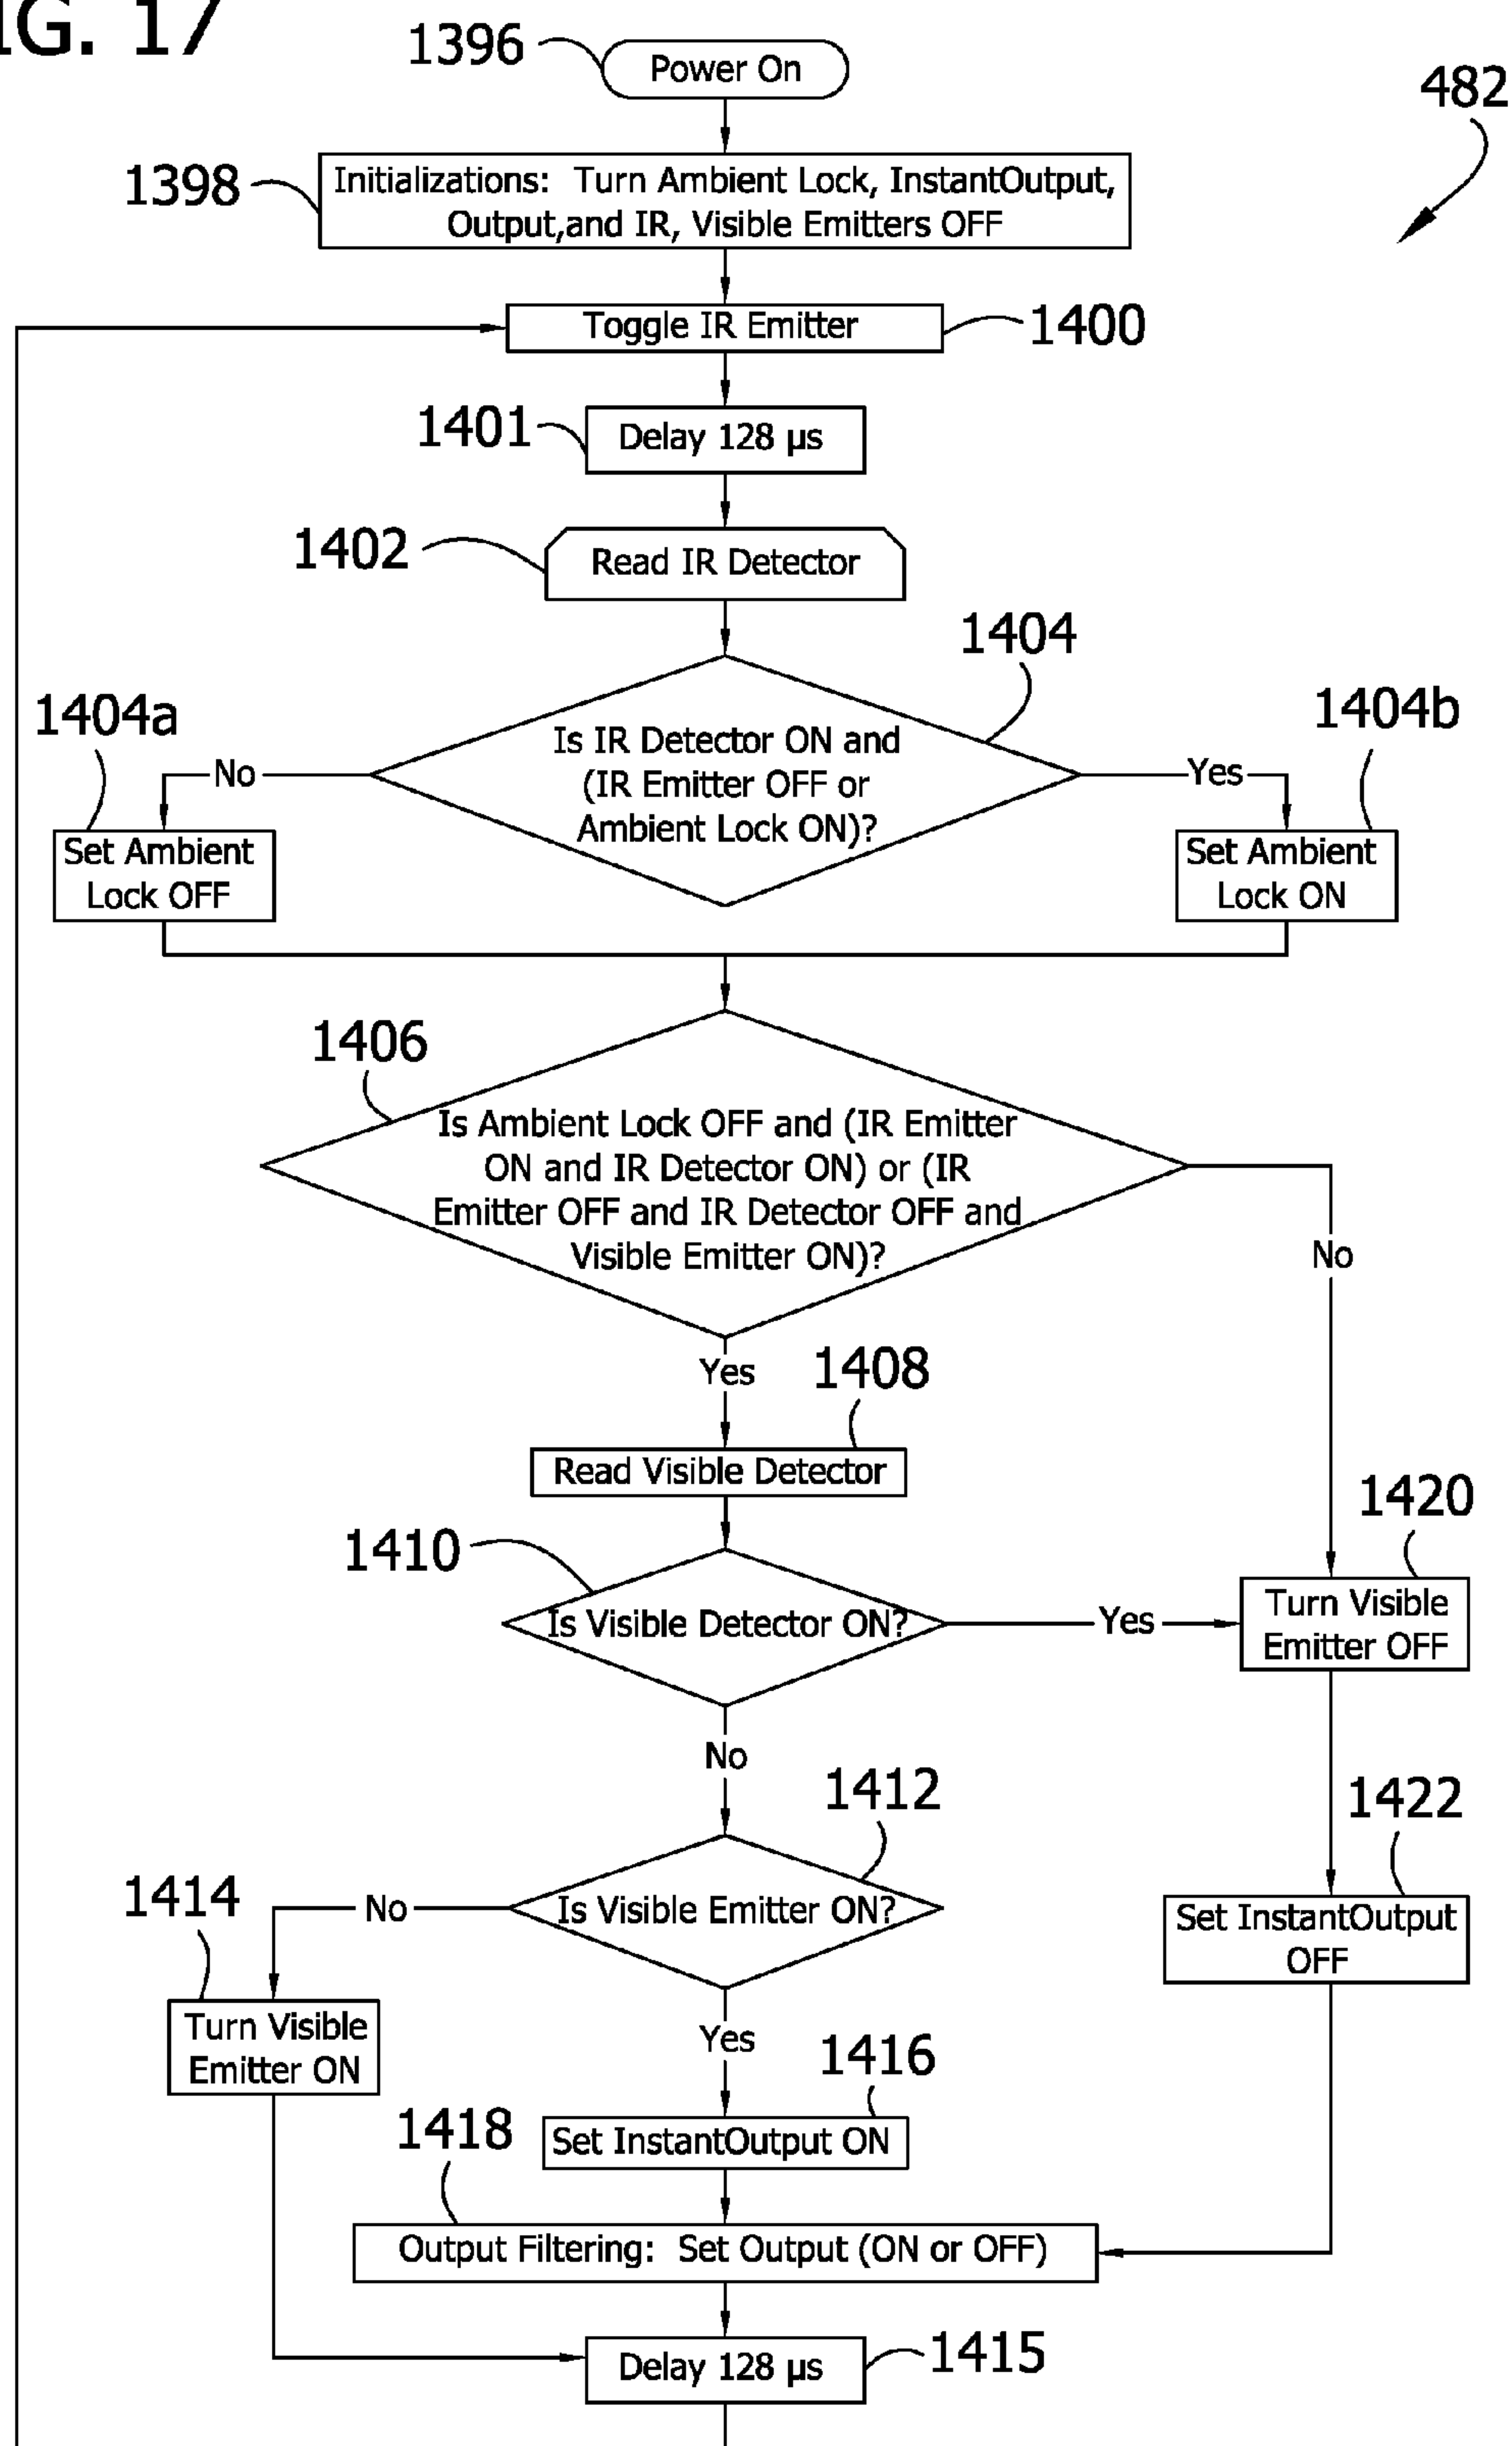 IG. 17
1396
Power On
482
1398
Initializations: Turn Ambient Lock, InstantOutput,
Output,and IR, Visible Emitters OFF
Toggle IR Emitter
1400
1401
Delay 128 µs
1402
Read IR Detector
1404
1404a
1404b
Is IR Detector ON and
(IR Emitter OFF or
Ambient Lock ON)?
No
Yes
Set Ambient
Lock OFF
Set Ambient
Lock ON
1406
Is Ambient Lock OFF and (IR Emitter
ON and IR Detector ON) or (IR
Emitter OFF and IR Detector OFF and
Visible Emitter ON)?
No
Yes
1408
Read Visible Detector
1420
1410
Is Visible Detector ON?
Yes
Turn Visible
Emitter OFF
No
1412
1422
1414
No
Is Visible Emitter ON?
Set InstantOutput
OFF
Turn Visible
Emitter ON
Yes
1416
1418
Set InstantOutput ON
Output Filtering: Set Output (ON or OFF)
Delay 128 µs
1415